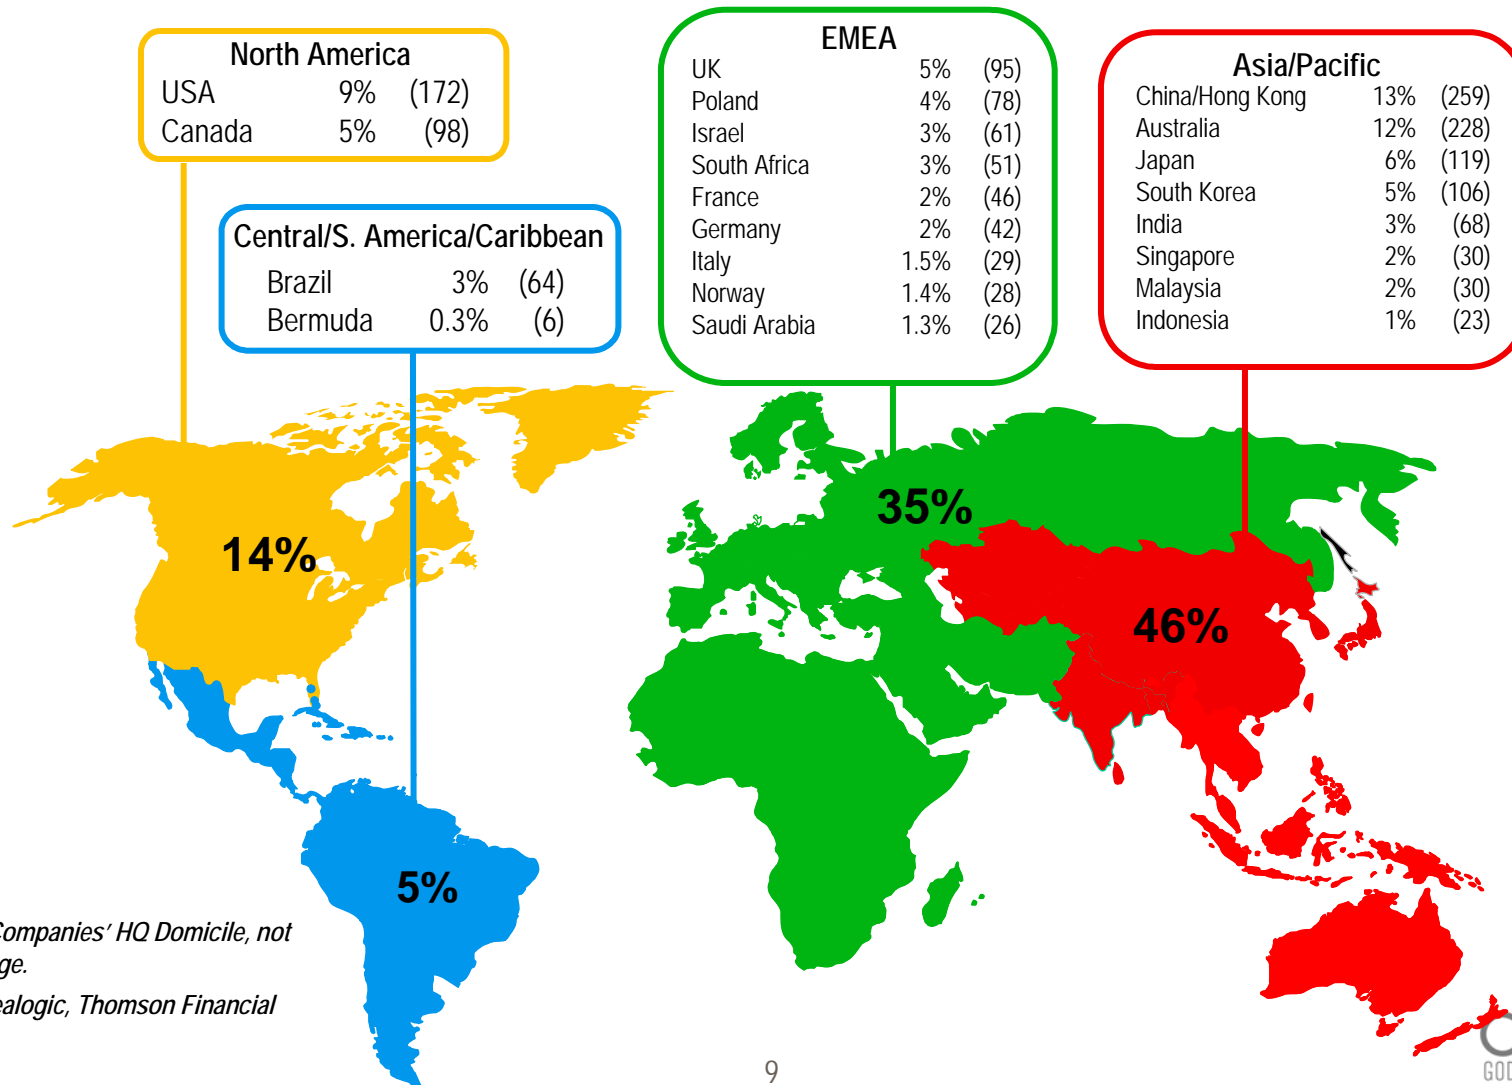 North America
USA 9% (172)
Canada 5% (98)
Central/S. America/Caribbean
Brazil 3% (64)
Bermuda 0.3% (6)
EMEA
UK 5% (95)
Poland 4% (78)
Israel 3% (61)
South Africa 3% (51)
France 2% (46)
Germany 2% (42)
Italy 1.5% (29)
Norway 1.4% (28)
Saudi Arabia 1.3% (26)
Asia/Pacific
China/Hong Kong 13% (259)
Australia 12% (228)
Japan 6% (119)
South Korea 5% (106)
India 3% (68)
Singapore 2% (30)
Malaysia 2% (30)
Indonesia 1% (23)
14%
35%
46%
5%
Companies' HQ Domicile, not
Thomson Financial
9